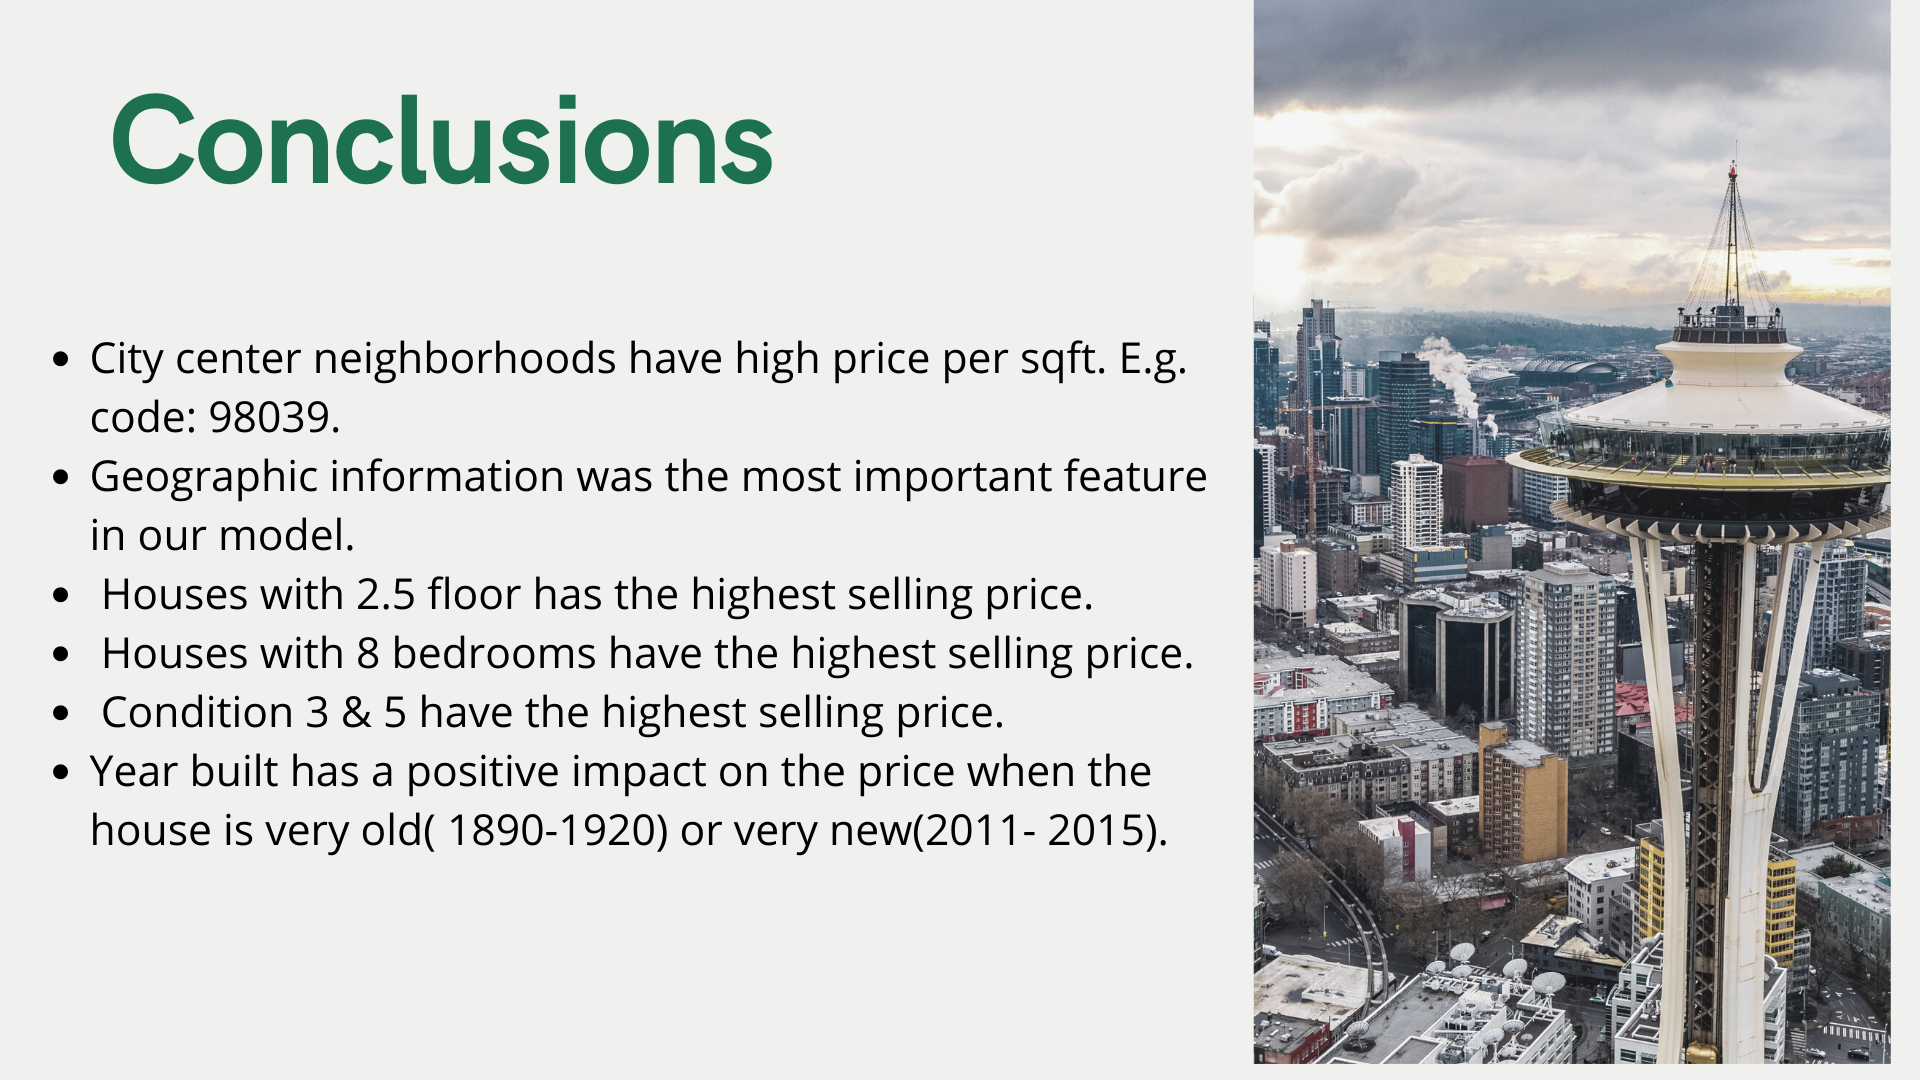 Conclusions
• City center neighborhoods have high price per sqft. E.g.
code: 98039.
• Geographic information was the most important feature
in our model.
• Houses with 2.5 floor has the highest selling price.
• Houses with 8 bedrooms have the highest selling price.
• Condition 3 & 5 have the highest selling price.
• Year built has a positive impact on the price when the
house is very old( 1890-1920) or very new(2011- 2015).